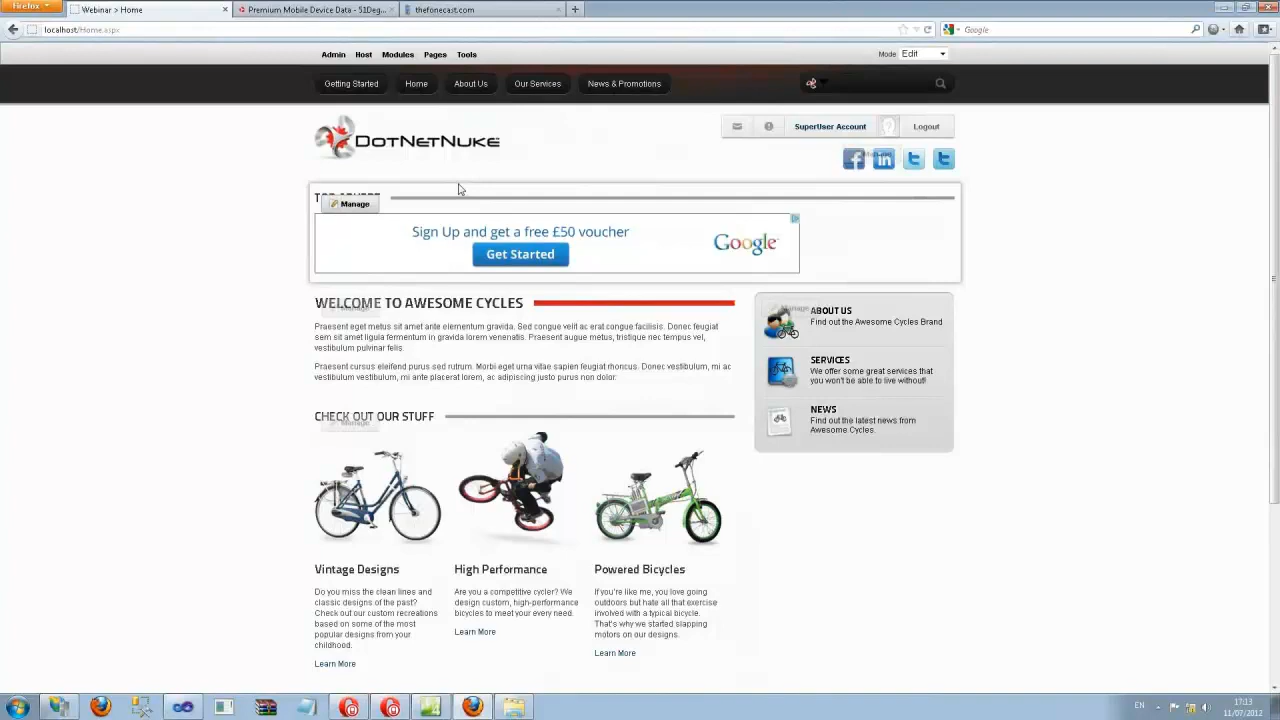 Firefox
Webinar > Home
Premium Mobile Device Data - 51Deg...
thefonecast.com
localhost/Home.aspx
Google
Admin Host Modules Pages Tools
Mode Edit
Getting Started Home About Us Our Services News & Promotions
DOTNETNUKE
SuperUser Account
Logout
Manage
Sign Up and get a free £50 voucher
Get Started
Google
WELCOME TO AWESOME CYCLES
Manage
Praesent eget metus sit amet ante elementum gravida. Sed congue velit ac erat congue facilisis. Donec feugiat
sem sit amet ligula fermentum in gravida lorem venenatis. Praesent augue metus, tristique nec tempus vel,
vestibulum pulvinar felis.
Praesent cursus eleifend purus sed rutrum. Morbi eget urna vitae sapien feugiat rhoncus. Donec vestibulum, mi ac
vestibulum vestibulum, mi ante placerat lorem, ac adipiscing justo purus non dolor.
Manage
ABOUT US
Find out the Awesome Cycles Brand
SERVICES
We offer some great services that
you won't be able to live without!
NEWS
Find out the latest news from
Awesome Cycles.
CHECK OUT OUR STUFF
Manage
Vintage Designs
Do you miss the clean lines and
classic designs of the past?
Check out our custom recreations
based on some of the most
popular designs from your
childhood.
Learn More
High Performance
Are you a competitive cycler? We
design custom, high-performance
bicycles to meet your every need.
Learn More
Powered Bicycles
If you're like me, you love going
outdoors but hate all that exercise
involved with a typical bicycle.
That's why we started slapping
motors on our designs.
Learn More
EN
17:13
11/07/2012